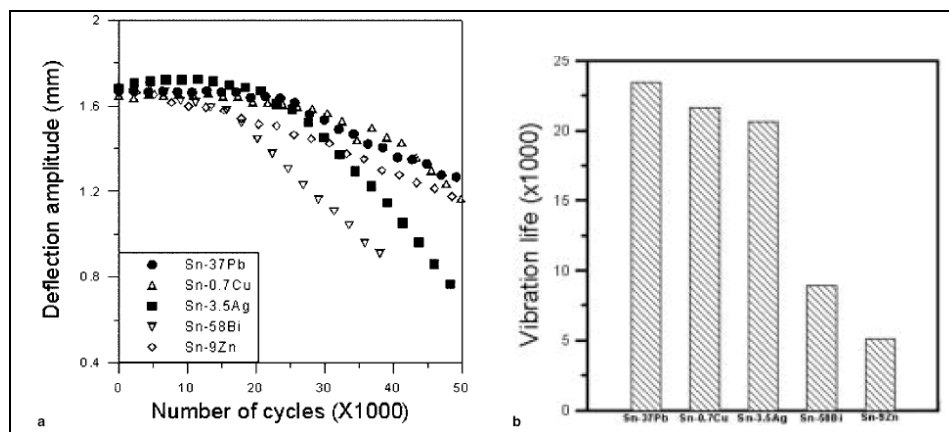 2
1.6
1.2
0.8
0.4
Deflection amplitude (mm)
Sn-37Pb
Sn-0.7Cu
Sn-3.5Ag
Sn-58Bi
Sn-9Zn
0 10 20 30 40 50
Number of cycles (X1000)
a
25
20
15
10
5
0
Vibration life (x1000)
Sn-37Pb Sn-0.7Cu Sn-3.5Ag Sn-58Bi Sn-9Zn
b